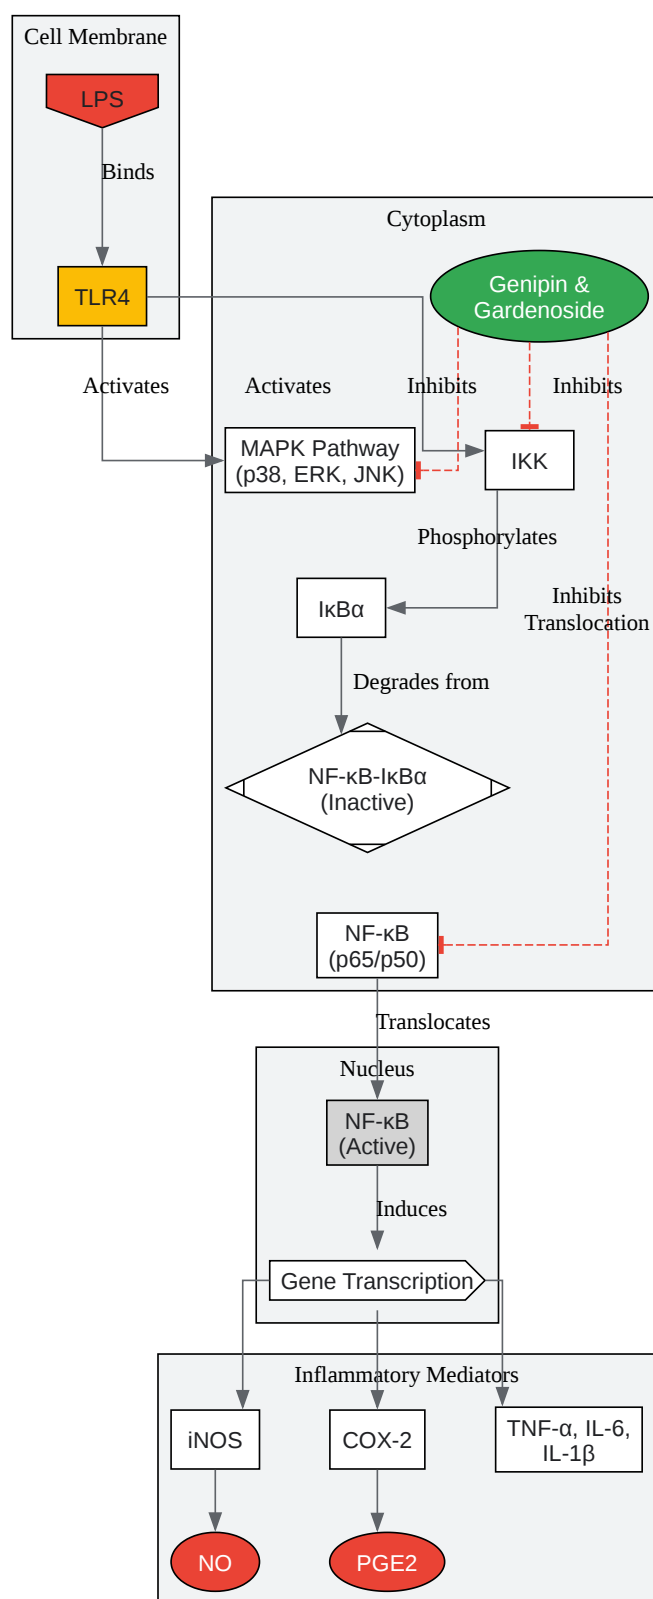 Cell Membrane
LPS
Binds
Cytoplasm
TLR4
Genipin &
Gardenoside
Activates
Activates
Inhibits
Inhibits
MAPK Pathway
(p38, ERK, JNK)
IKK
Phosphorylates
IκBα
Inhibits
Translocation
Degrades from
NF-κB-IκBα
(Inactive)
NF-κB
(p65/p50)
Translocates
Nucleus
NF-κB
(Active)
Induces
Gene Transcription
Inflammatory Mediators
iNOS
COX-2
TNF-α, IL-6,
IL-1β
NO
PGE2